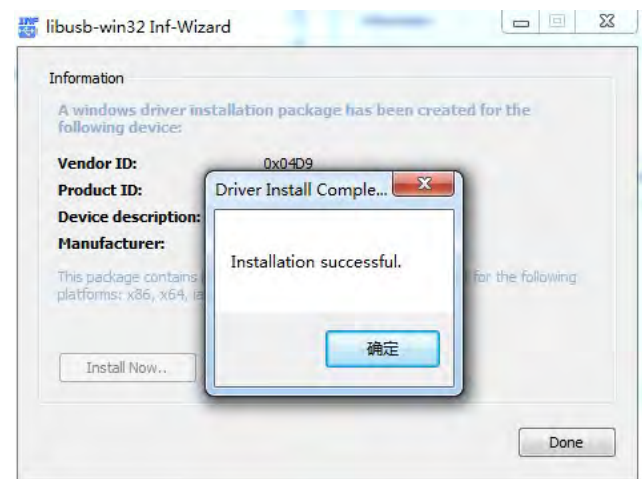 INF
libusb-win32 Inf-Wizard
Information
A windows driver installation package has been created for the
following device:
Vendor ID: 0x04D9
Product ID:
Device description:
Manufacturer:
This package contains
for the following
platforms: x86, x64,
Install Now..
Done
Driver Install Comple...
Installation successful.
确定